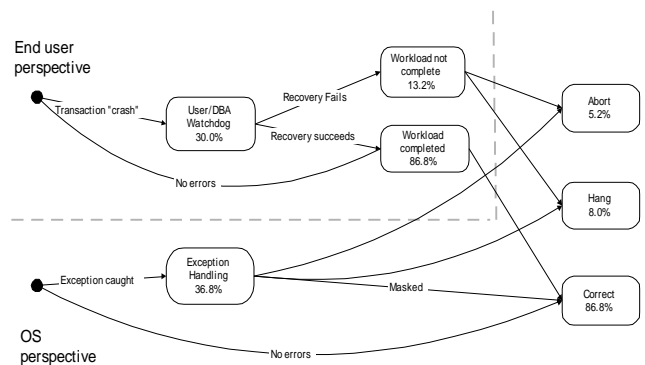 End user
perspective
Transaction "crash"
User/DBA
Watchdog
30.0%
Recovery Fails
Recovery succeeds
No errors
Workload not
complete
13.2%
Workload
completed
86.8%
Abort
5.2%
Hang
8.0%
Correct
86.8%
Exception caught
Exception
Handling
36.8%
Masked
No errors
OS
perspective